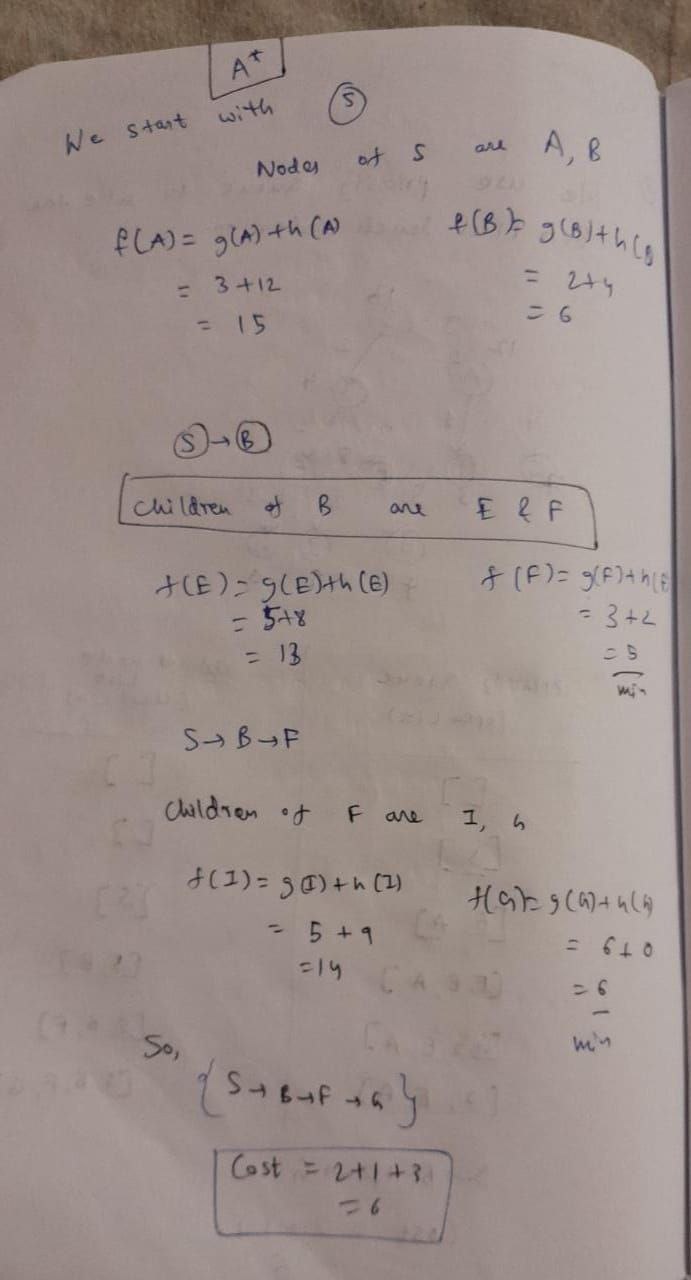 A*
We start with (S)
Nodes of S are A, B
f(A) = g(A) + h(A) f(B) = g(B) + h(B
= 3 + 12 = 2+4
= 15 = 6
(S) → (B)
Children of B are E & F
f(E) = g(E)+h(E) f(F) = g(F)+h(F
= 5+8 = 3+2
= 13 = 5
min
S → B → F
Children of F are I, G
f(I) = g(I) + h(I) f(G) = g(G) + h(G)
= 5 + 9 = 6+0
=14 = 6
min
So,
{ S → B → F → G }
Cost = 2+1+3
= 6